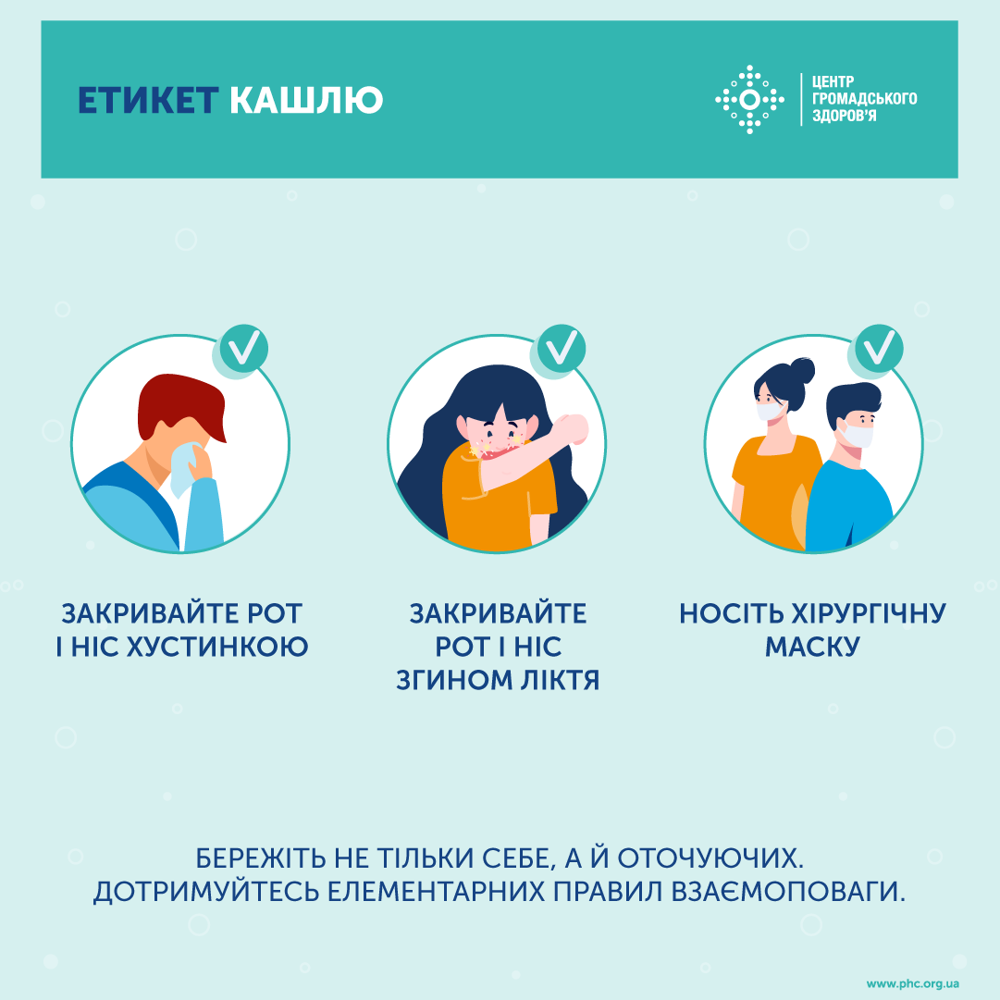 ЕТИКЕТ КАШЛЮ
ЦЕНТР
ГРОМАДСЬКОГО
ЗДОРОВ'Я
ЗАКРИВАЙТЕ РОТ
І НІС ХУСТИНКОЮ
ЗАКРИВАЙТЕ
РОТ І НІС
ЗГИНОМ ЛІКТЯ
НОСІТЬ ХІРУРГІЧНУ
МАСКУ
БЕРЕЖІТЬ НЕ ТІЛЬКИ СЕБЕ, А Й ОТОЧУЮЧИХ.
ДОТРИМУЙТЕСЬ ЕЛЕМЕНТАРНИХ ПРАВИЛ ВЗАЄМОПОВАГИ.
www.phc.org.ua